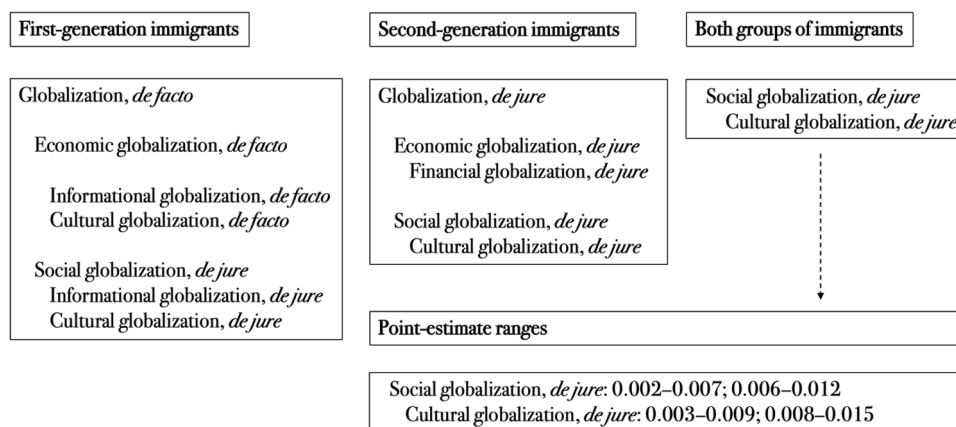 First-generation immigrants
Globalization, de facto
Economic globalization, de facto
Informational globalization, de facto
Cultural globalization, de facto
Social globalization, de jure
Informational globalization, de jure
Cultural globalization, de jure
Second-generation immigrants
Globalization, de jure
Economic globalization, de jure
Financial globalization, de jure
Social globalization, de jure
Cultural globalization, de jure
Both groups of immigrants
Social globalization, de jure
Cultural globalization, de jure
Point-estimate ranges
Social globalization, de jure: 0.002–0.007; 0.006–0.012
Cultural globalization, de jure: 0.003–0.009; 0.008–0.015